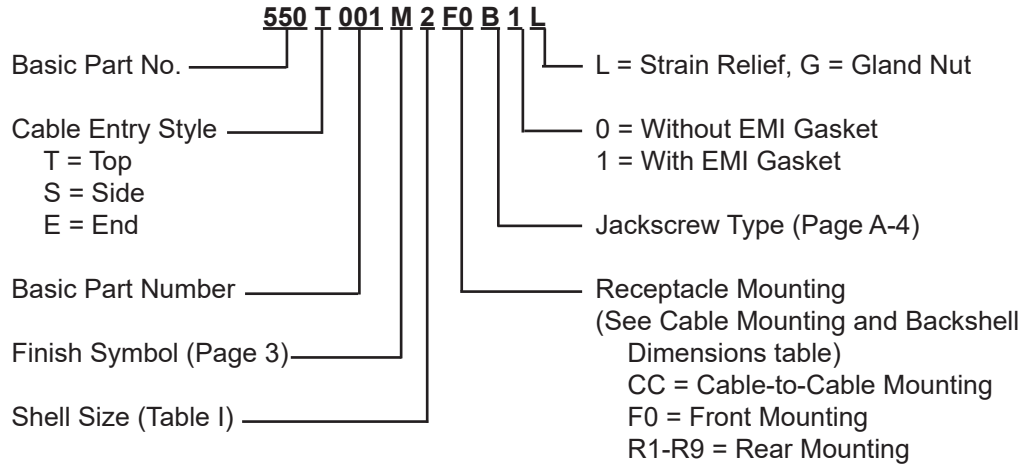 550 T 001 M 2 F0 B 1 L
Basic Part No.
L = Strain Relief, G = Gland Nut
Cable Entry Style
T = Top
S = Side
E = End
0 = Without EMI Gasket
1 = With EMI Gasket
Jackscrew Type (Page A-4)
Basic Part Number
Receptacle Mounting
(See Cable Mounting and Backshell
Dimensions table)
CC = Cable-to-Cable Mounting
F0 = Front Mounting
R1-R9 = Rear Mounting
Finish Symbol (Page 3)
Shell Size (Table I)